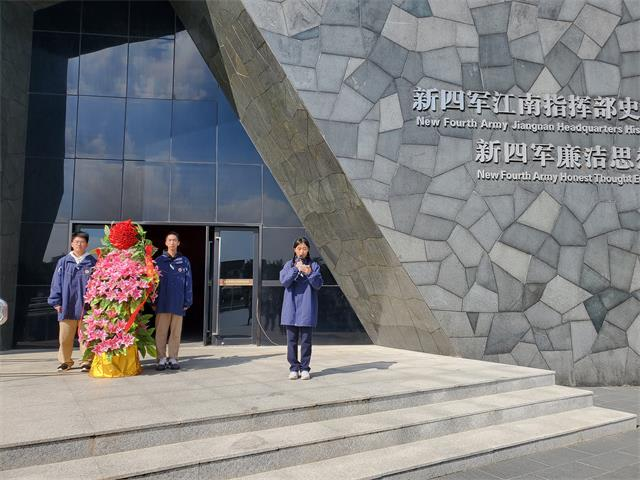 新四军江南指挥部史
New Fourth Army Jiangnan Headquarters His
新四军廉洁思
New Fourth Army Honest Thought E